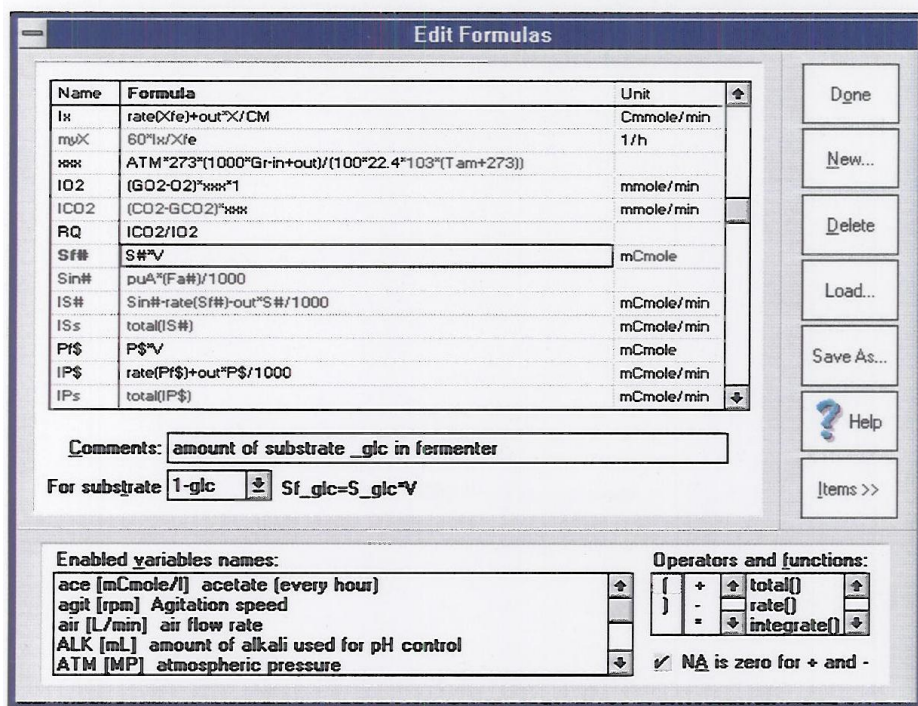 Edit Formulas
Name Formula Unit
Ix rate(Xfe)+out*X/CM Cmmole/min
myX 60*Ix/Xfe 1/h
xxx ATM*273*(1000*Gr-in+out)/(100*22.4*103*(Tam+273))
IO2 (GO2-O2)*xxx*1 mmole/min
ICO2 (CO2-GCO2)*xxx mmole/min
RQ ICO2/IO2
Sf# S#*V mCmole
Sin# puA*(Fa#)/1000
IS# Sin#-rate(Sf#)-out*S#/1000 mCmole/min
ISs total(IS#) mCmole/min
Pf$ P$*V mCmole
IP$ rate(Pf$)+out*P$/1000 mCmole/min
IPs total(IP$) mCmole/min
Comments: amount of substrate _glc in fermenter
For substrate 1-glc Sf_glc=S_glc*V
Done
New...
Delete
Load...
Save As...
? Help
Items >>
Enabled variables names:
ace [mCmole/l] acetate (every hour)
agit [rpm] Agitation speed
air [L/min] air flow rate
ALK [mL] amount of alkali used for pH control
ATM [MP] atmospheric pressure
Operators and functions:
( + total()
) - rate()
* integrate()
NA is zero for + and -